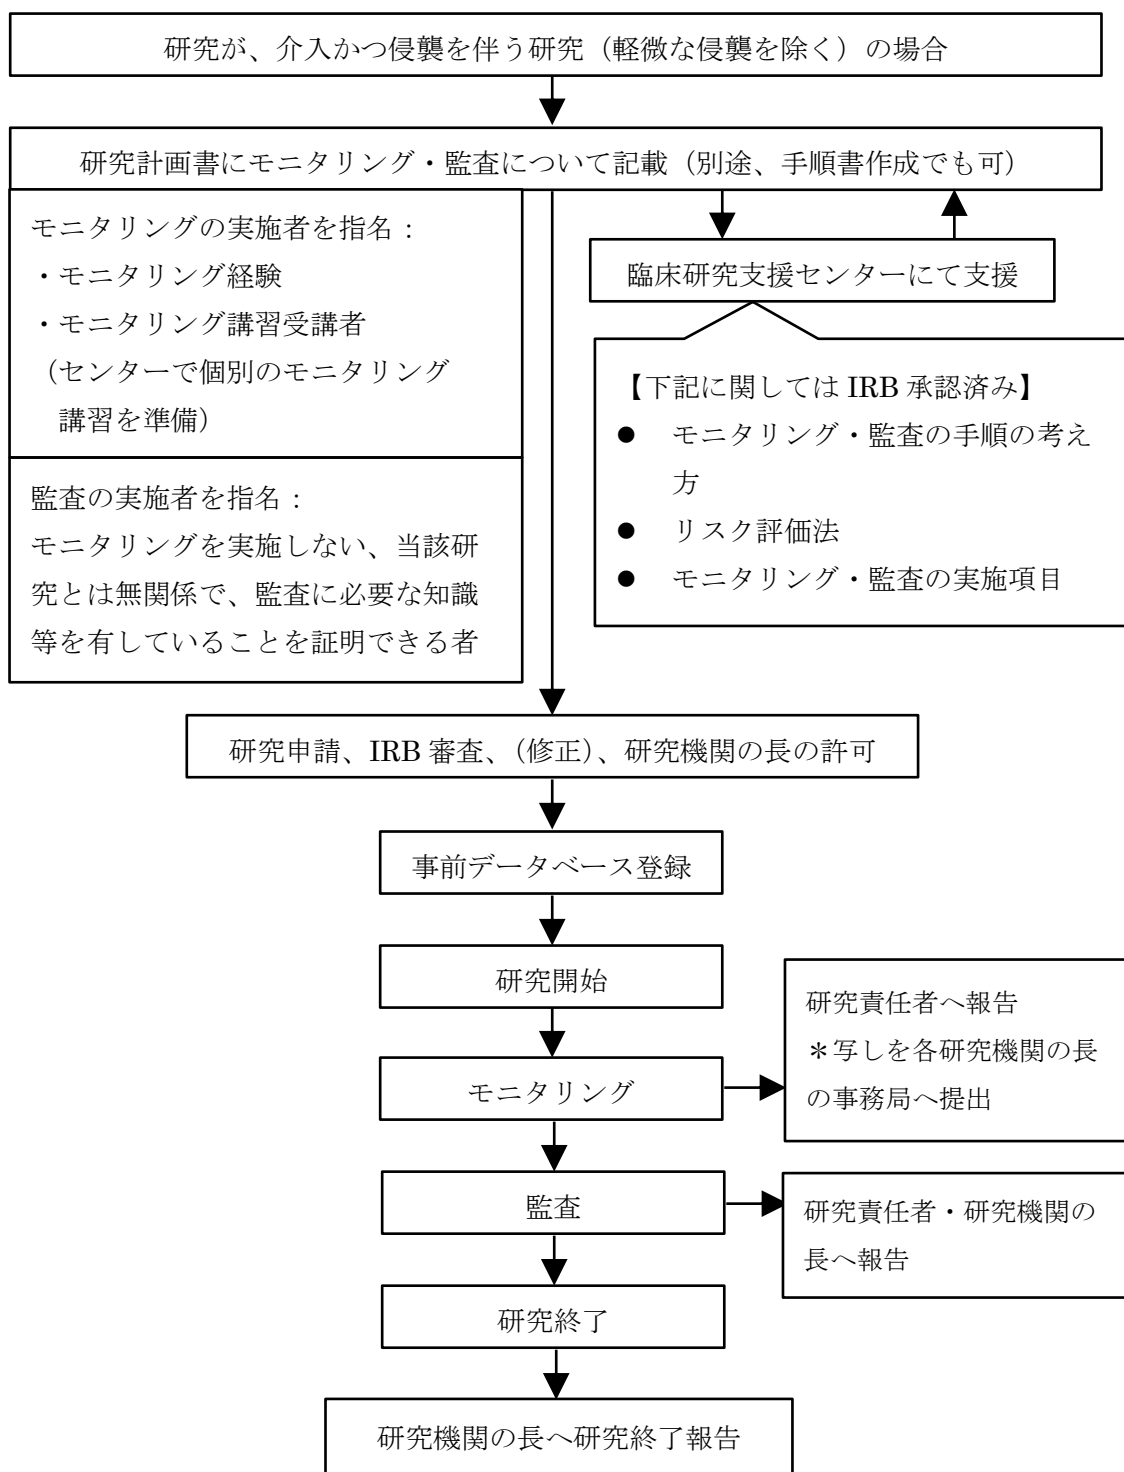 研究が、介入かつ侵襲を伴う研究（軽微な侵襲を除く）の場合
研究計画書にモニタリング・監査について記載（別途、手順書作成でも可）
モニタリングの実施者を指名：
・モニタリング経験
・モニタリング講習受講者
（センターで個別のモニタリング
講習を準備）
監査の実施者を指名：
モニタリングを実施しない、当該研
究とは無関係で、監査に必要な知識
等を有していることを証明できる者
臨床研究支援センターにて支援
【下記に関しては IRB 承認済み】
● モニタリング・監査の手順の考え
方
● リスク評価法
● モニタリング・監査の実施項目
研究申請、IRB 審査、（修正）、研究機関の長の許可
事前データベース登録
研究開始
モニタリング
研究責任者へ報告
＊写しを各研究機関の長
の事務局へ提出
監査
研究責任者・研究機関の
長へ報告
研究終了
研究機関の長へ研究終了報告